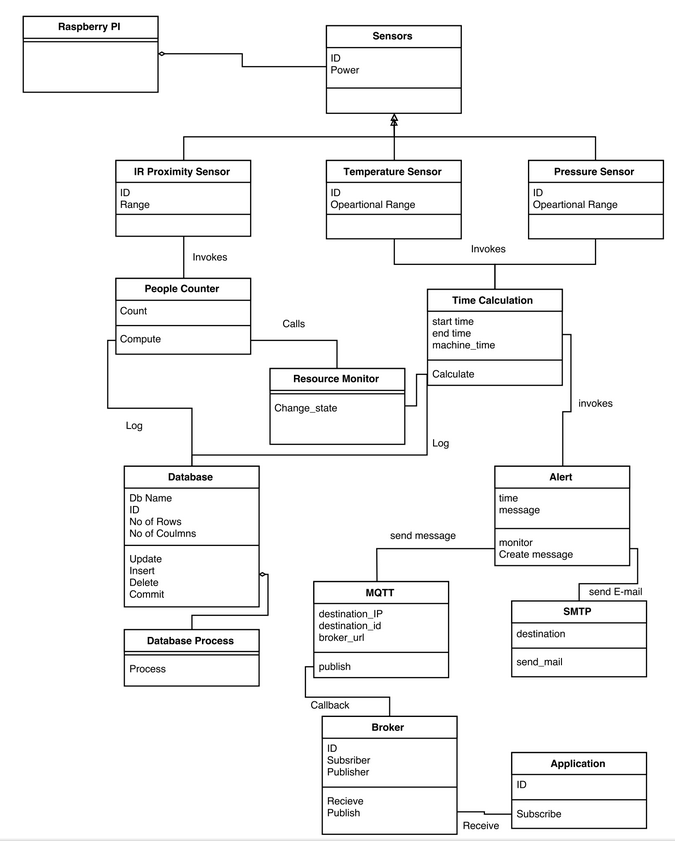 Raspberry PI
Sensors
ID
Power
IR Proximity Sensor
ID
Range
Temperature Sensor
ID
Opeartional Range
Pressure Sensor
ID
Opeartional Range
Invokes
Invokes
People Counter
Count
Compute
Time Calculation
start time
end time
machine_time
Calculate
Calls
Resource Monitor
Change_state
invokes
Log
Log
Database
Db Name
ID
No of Rows
No of Coulmns
Update
Insert
Delete
Commit
Alert
time
message
monitor
Create message
send message
send E-mail
MQTT
destination_IP
destination_id
broker_url
publish
SMTP
destination
send_mail
Database Process
Process
Callback
Broker
ID
Subsriber
Publisher
Recieve
Publish
Application
ID
Subscribe
Receive